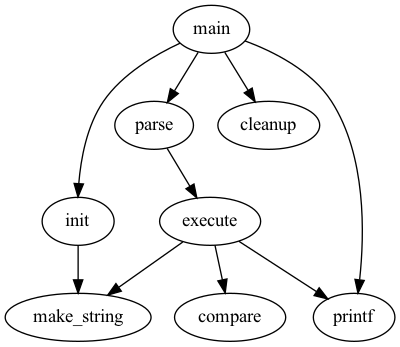 main
parse
cleanup
init
execute
make_string
compare
printf